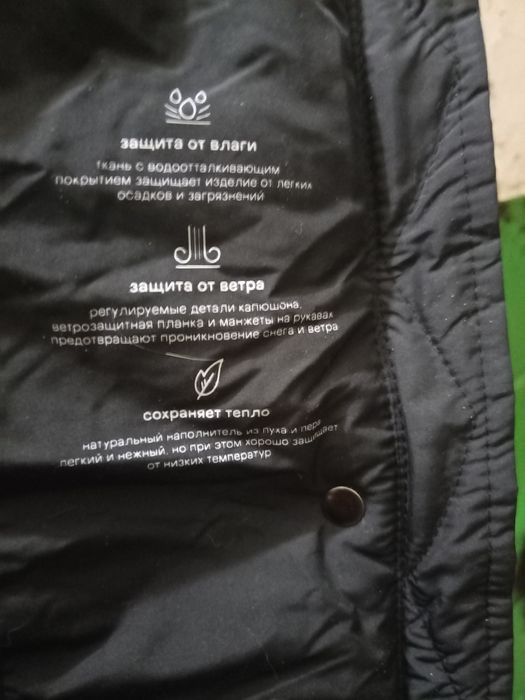 защита от влаги
ткань с водоотталкивающим
покрытием защищает изделие от легких
осадков и загрязнений
защита от ветра
регулируемые детали капюшона,
ветрозащитная планка и манжеты на рукавах
предотвращают проникновение снега и ветра
сохраняет тепло
натуральный наполнитель из пуха и пера
легкий и нежный, но при этом хорошо защищает
от низких температур